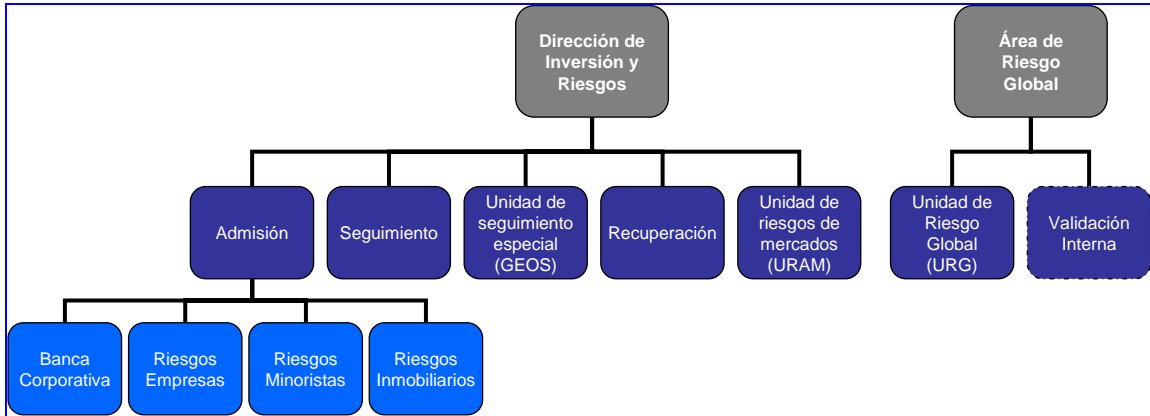 Dirección de
Inversión y
Riesgos
Área de
Riesgo
Global
Admisión
Seguimiento
Unidad de
seguimiento
especial
(GEOS)
Recuperación
Unidad de
riesgos de
mercados
(URAM)
Unidad de
Riesgo
Global
(URG)
Validación
Interna
Banca
Corporativa
Riesgos
Empresas
Riesgos
Minoristas
Riesgos
Inmobiliarios